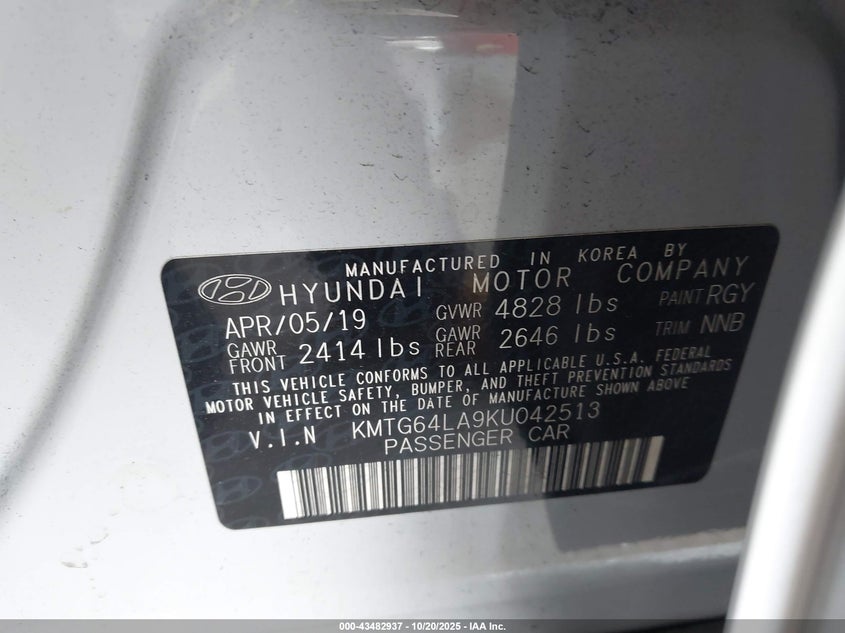 MANUFACTURED IN KOREA BY
HYUNDAI MOTOR COMPANY
APR/05/19 GVWR 4828 lbs PAINT RGY
GAWR FRONT 2414 lbs GAWR REAR 2646 lbs TRIM NNB
THIS VEHICLE CONFORMS TO ALL APPLICABLE U.S.A. FEDERAL
MOTOR VEHICLE SAFETY, BUMPER, AND THEFT PREVENTION STANDARDS
IN EFFECT ON THE DATE OF MANUFACTURE SHOWN ABOVE
V.I.N KMTG64LA9KU042513
PASSENGER CAR
000-43482937 - 10/20/2025 - IAA Inc.